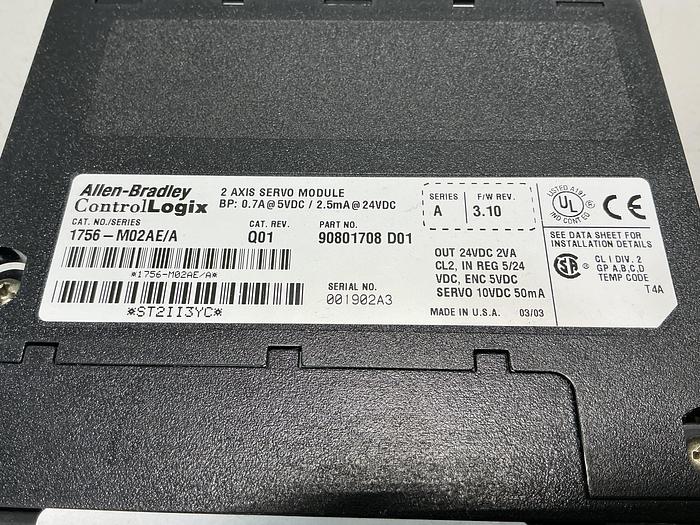 Allen-Bradley
ControlLogix
2 AXIS SERVO MODULE
BP: 0.7A@5VDC / 2.5mA@24VDC
SERIES
A
F/W REV.
3.10
CAT. NO./SERIES
1756-M02AE/A
CAT. REV.
Q01
PART NO.
90801708 D01
*1756-M02AE/A*
*ST2II3YC*
SERIAL NO.
001902A3
OUT 24VDC 2VA
CL2, IN REG 5/24
VDC, ENC 5VDC
SERVO 10VDC 50mA
MADE IN U.S.A. 03/03
LISTED A197
UL
IND CONT EQ
CE
SEE DATA SHEET FOR
INSTALLATION DETAILS
CL I DIV. 2
GP A,B,C,D
TEMP CODE
T4A